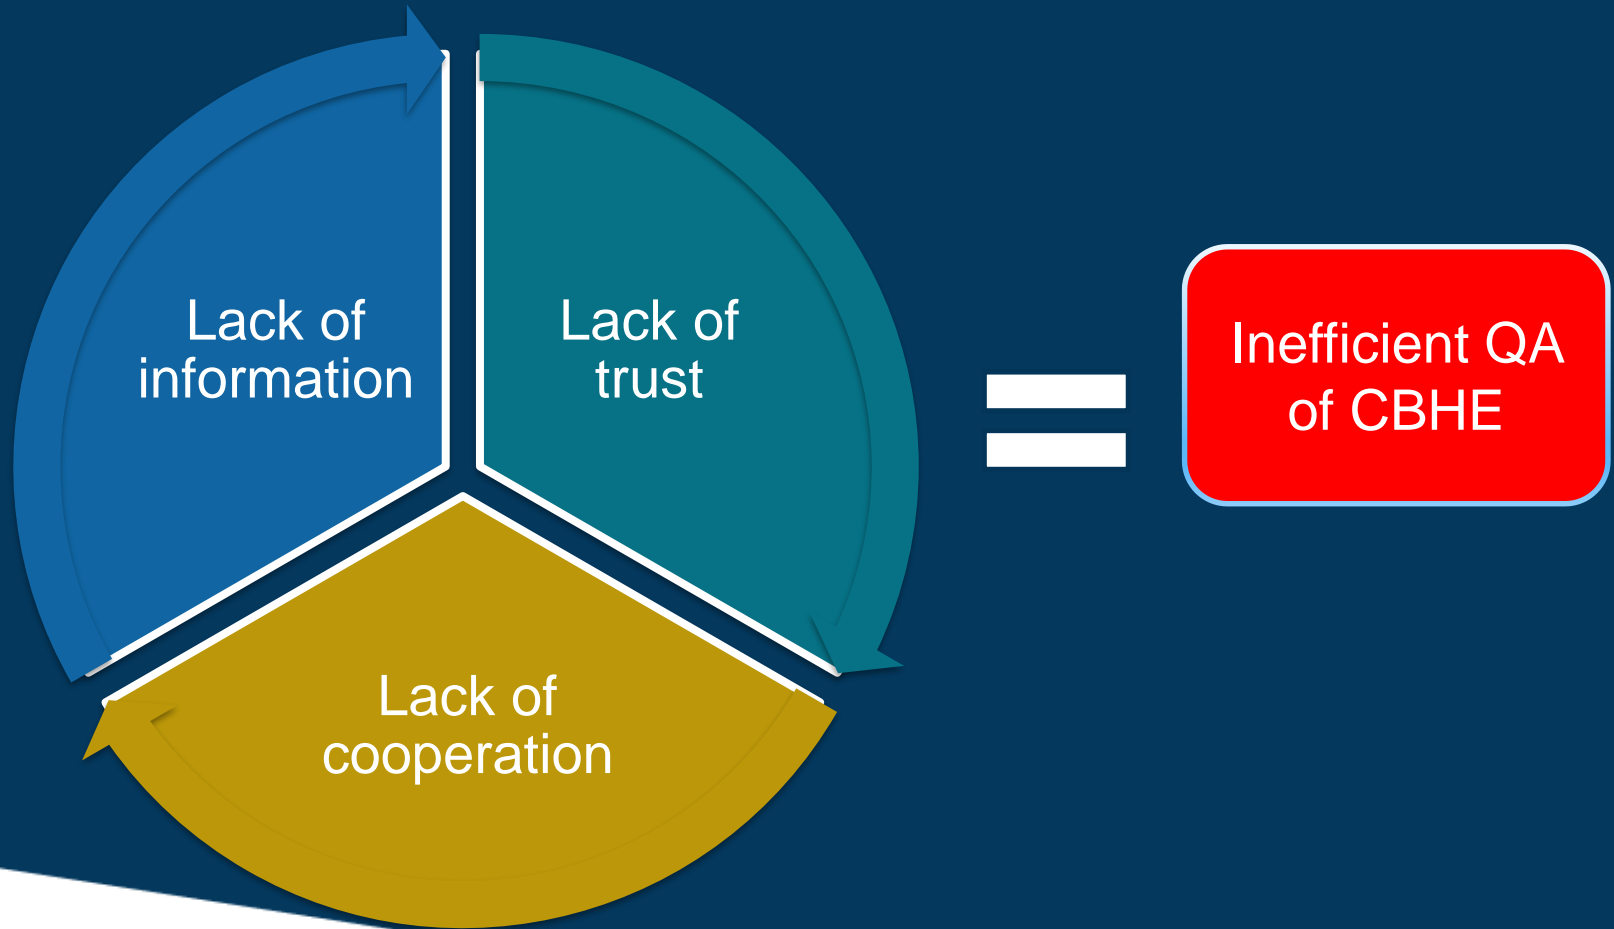 Lack of
information
Lack of
trust
Lack of
cooperation
Inefficient QA
of CBHE